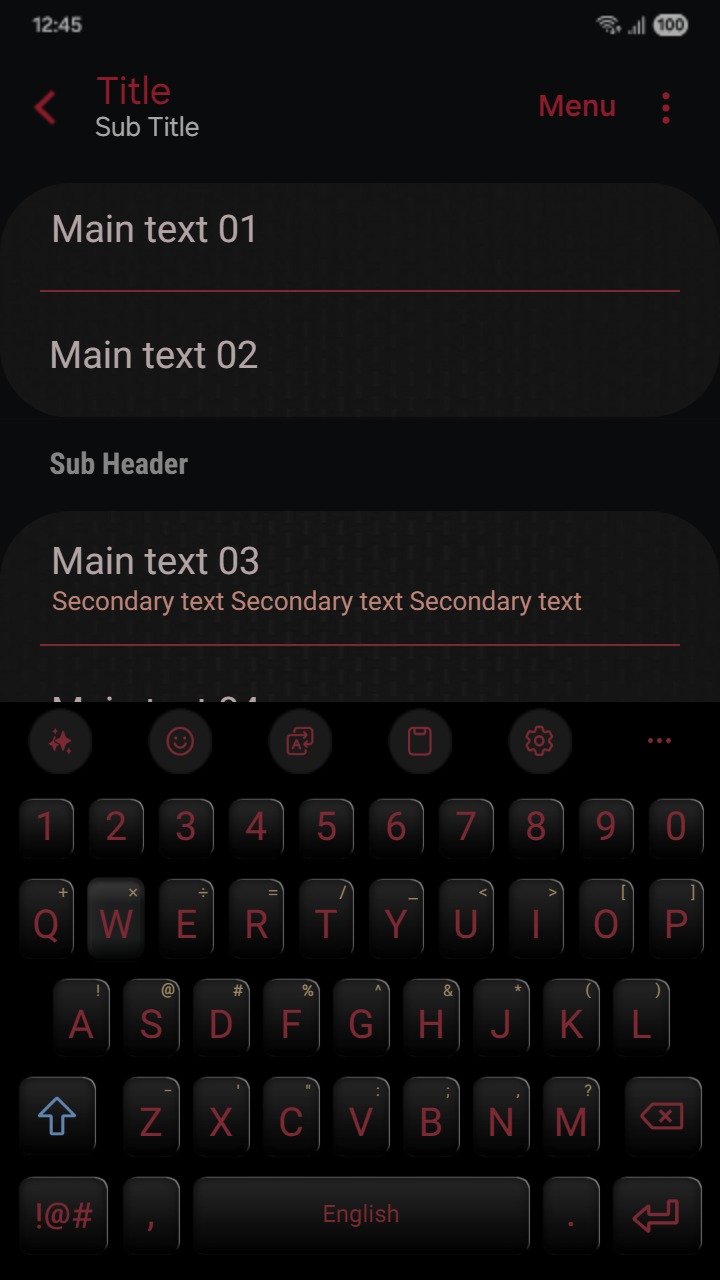 12:45
100
Title
Sub Title
Menu
Main text 01
Main text 02
Sub Header
Main text 03
Secondary text Secondary text Secondary text
1 2 3 4 5 6 7 8 9 0
+ × ÷ = / _ < > [ ]
Q W E R T Y U I O P
! @ # % ^ & * ( )
A S D F G H J K L
- ' " : ; , ?
Z X C V B N M
!@# , English .